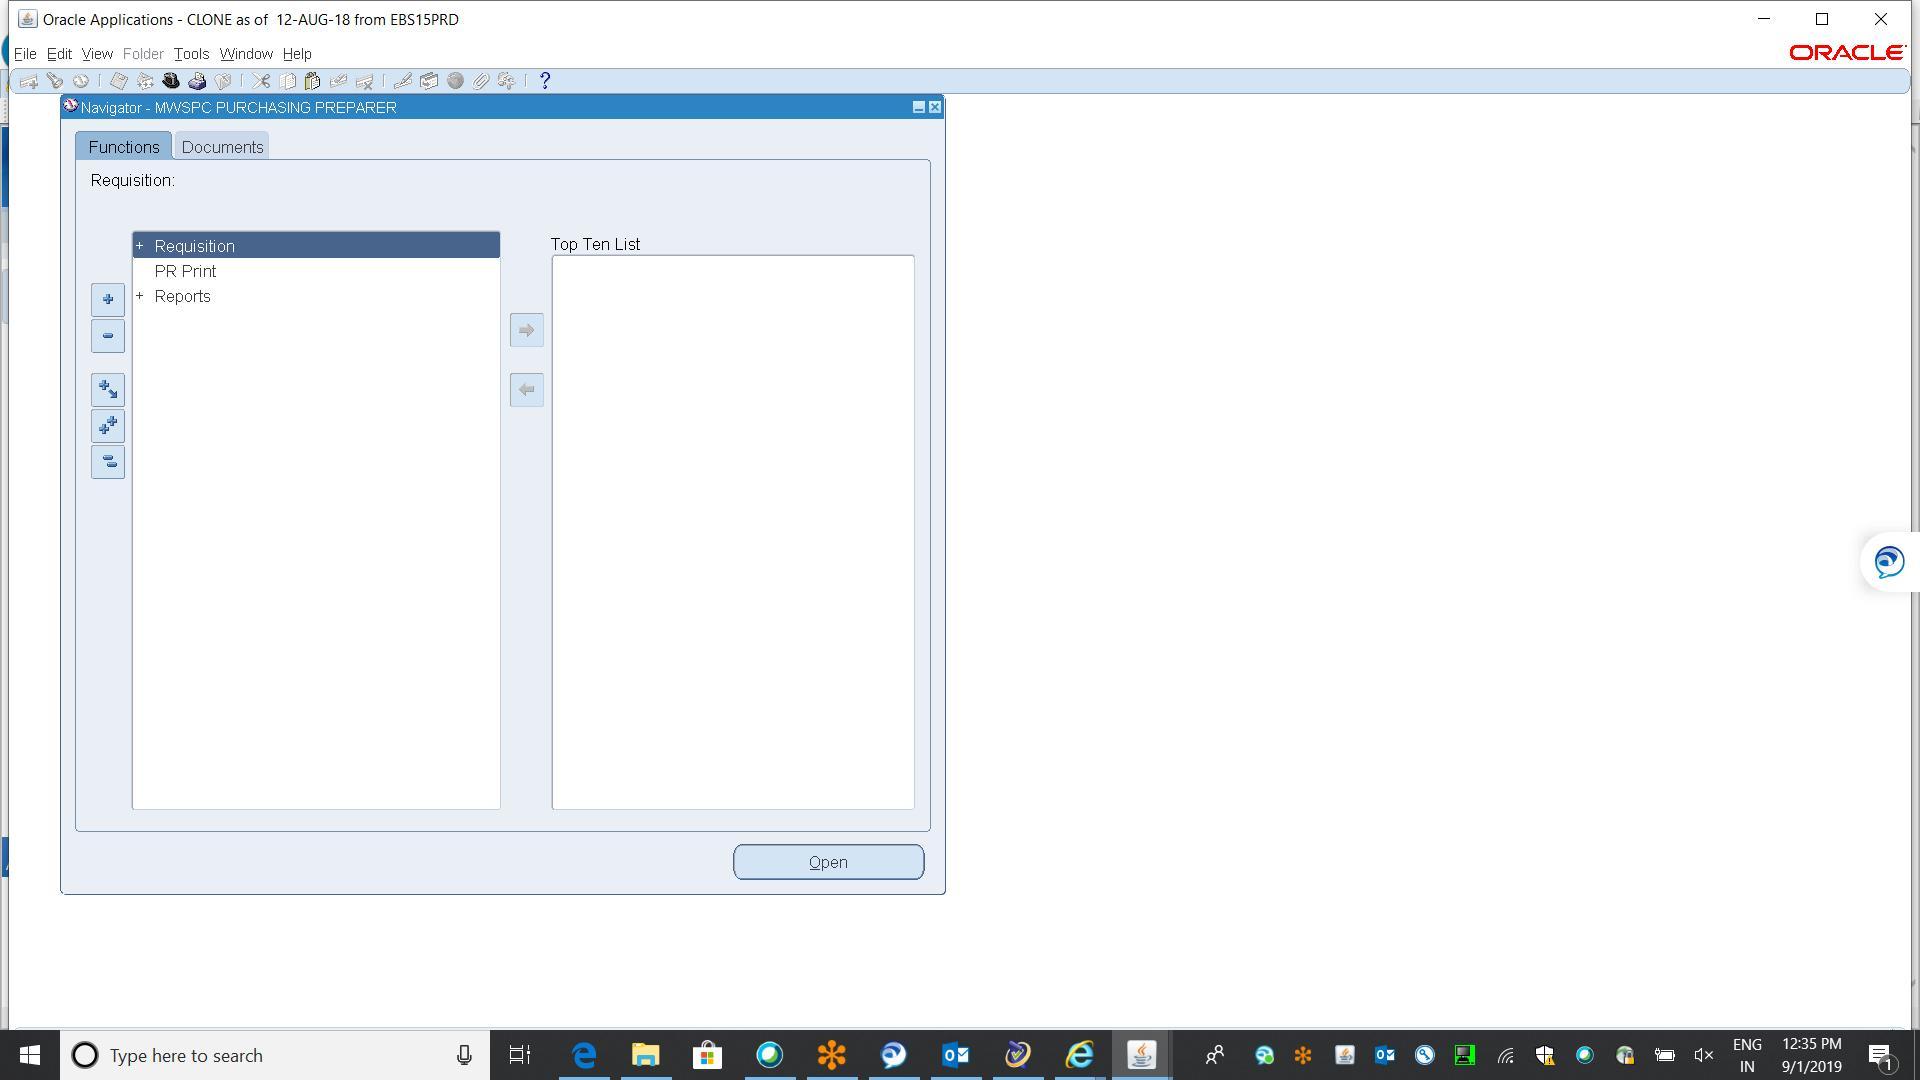 Oracle Applications - CLONE as of  12-AUG-18 from EBS15PRD
File Edit View Folder Tools Window Help
ORACLE
Navigator - MWSPC PURCHASING PREPARER
Functions Documents
Requisition:
+ Requisition
Top Ten List
PR Print
+ Reports
Open
Type here to search
ENG
IN
12:35 PM
9/1/2019
1